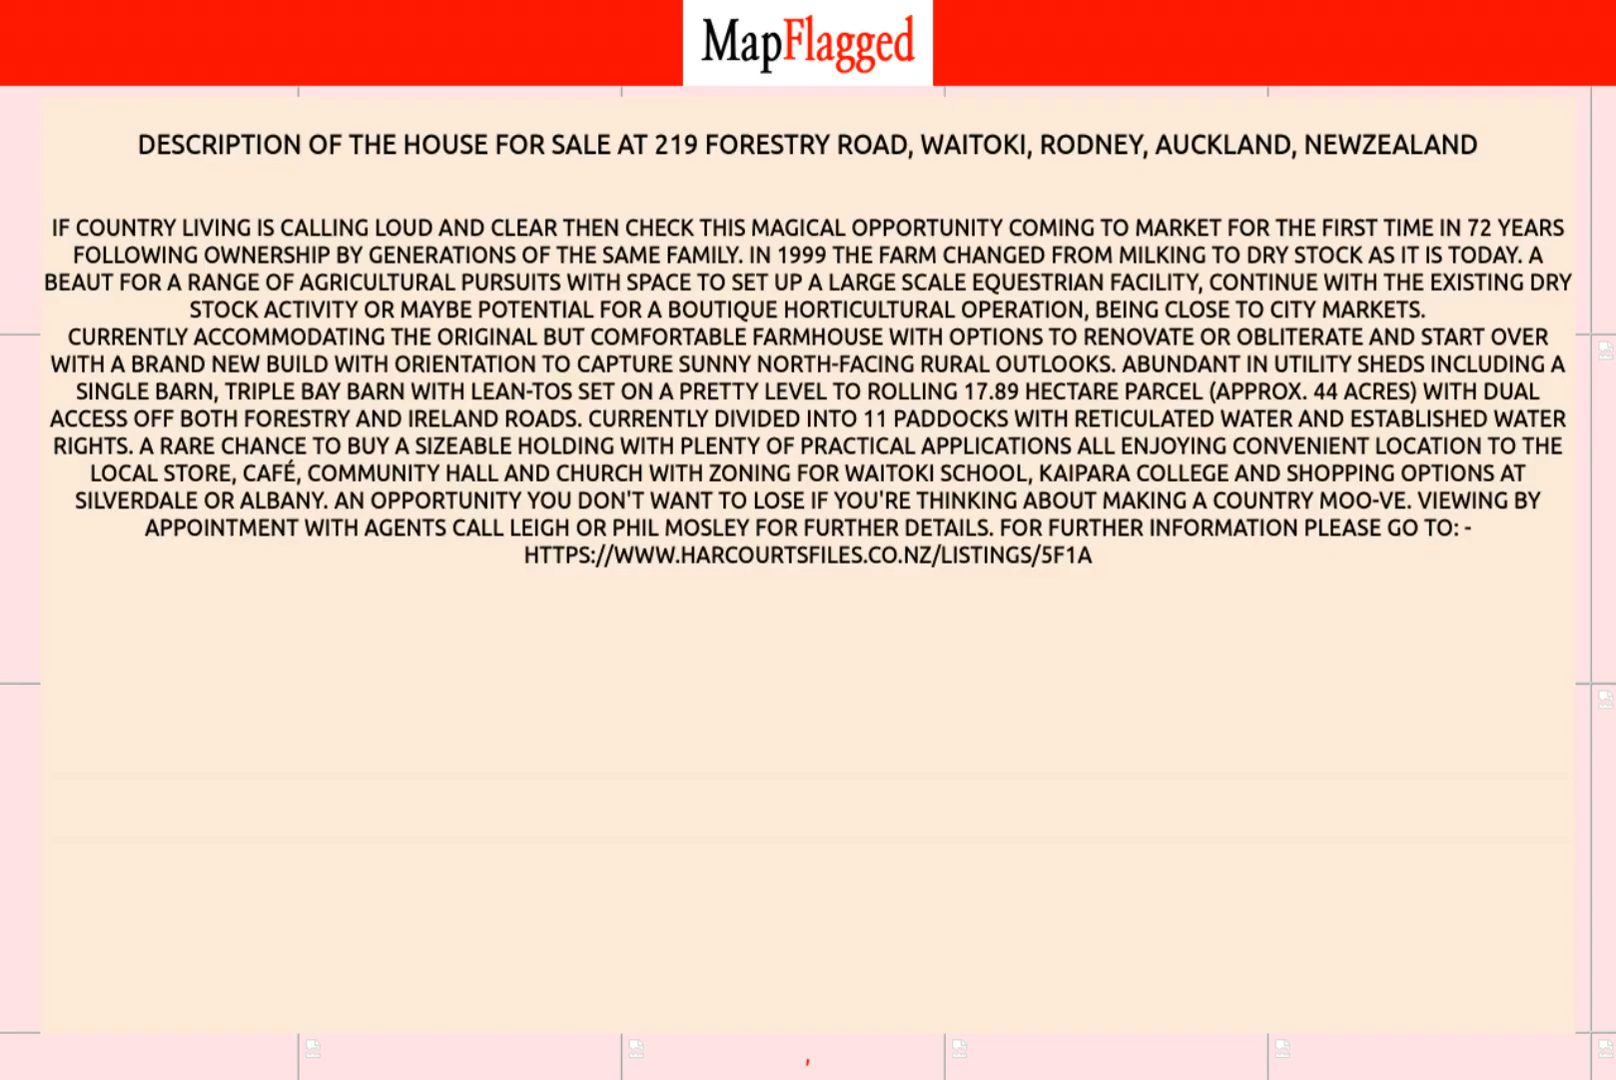 MapFlagged
DESCRIPTION OF THE HOUSE FOR SALE AT 219 FORESTRY ROAD, WAITOKI, RODNEY, AUCKLAND, NEWZEALAND
IF COUNTRY LIVING IS CALLING LOUD AND CLEAR THEN CHECK THIS MAGICAL OPPORTUNITY COMING TO MARKET FOR THE FIRST TIME IN 72 YEARS
FOLLOWING OWNERSHIP BY GENERATIONS OF THE SAME FAMILY. IN 1999 THE FARM CHANGED FROM MILKING TO DRY STOCK AS IT IS TODAY. A
BEAUT FOR A RANGE OF AGRICULTURAL PURSUITS WITH SPACE TO SET UP A LARGE SCALE EQUESTRIAN FACILITY, CONTINUE WITH THE EXISTING DRY
STOCK ACTIVITY OR MAYBE POTENTIAL FOR A BOUTIQUE HORTICULTURAL OPERATION, BEING CLOSE TO CITY MARKETS.
CURRENTLY ACCOMMODATING THE ORIGINAL BUT COMFORTABLE FARMHOUSE WITH OPTIONS TO RENOVATE OR OBLITERATE AND START OVER
WITH A BRAND NEW BUILD WITH ORIENTATION TO CAPTURE SUNNY NORTH-FACING RURAL OUTLOOKS. ABUNDANT IN UTILITY SHEDS INCLUDING A
SINGLE BARN, TRIPLE BAY BARN WITH LEAN-TOS SET ON A PRETTY LEVEL TO ROLLING 17.89 HECTARE PARCEL (APPROX. 44 ACRES) WITH DUAL
ACCESS OFF BOTH FORESTRY AND IRELAND ROADS. CURRENTLY DIVIDED INTO 11 PADDOCKS WITH RETICULATED WATER AND ESTABLISHED WATER
RIGHTS. A RARE CHANCE TO BUY A SIZEABLE HOLDING WITH PLENTY OF PRACTICAL APPLICATIONS ALL ENJOYING CONVENIENT LOCATION TO THE
LOCAL STORE, CAFÉ, COMMUNITY HALL AND CHURCH WITH ZONING FOR WAITOKI SCHOOL, KAIPARA COLLEGE AND SHOPPING OPTIONS AT
SILVERDALE OR ALBANY. AN OPPORTUNITY YOU DON'T WANT TO LOSE IF YOU'RE THINKING ABOUT MAKING A COUNTRY MOO-VE. VIEWING BY
APPOINTMENT WITH AGENTS CALL LEIGH OR PHIL MOSLEY FOR FURTHER DETAILS. FOR FURTHER INFORMATION PLEASE GO TO: -
HTTPS://WWW.HARCOURTSFILES.CO.NZ/LISTINGS/5F1A
,